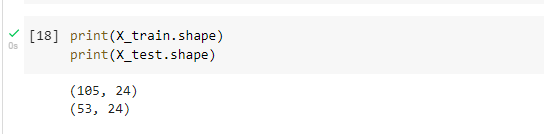 [18] print(X_train.shape)
print(X_test.shape)
0s
(105, 24)
(53, 24)